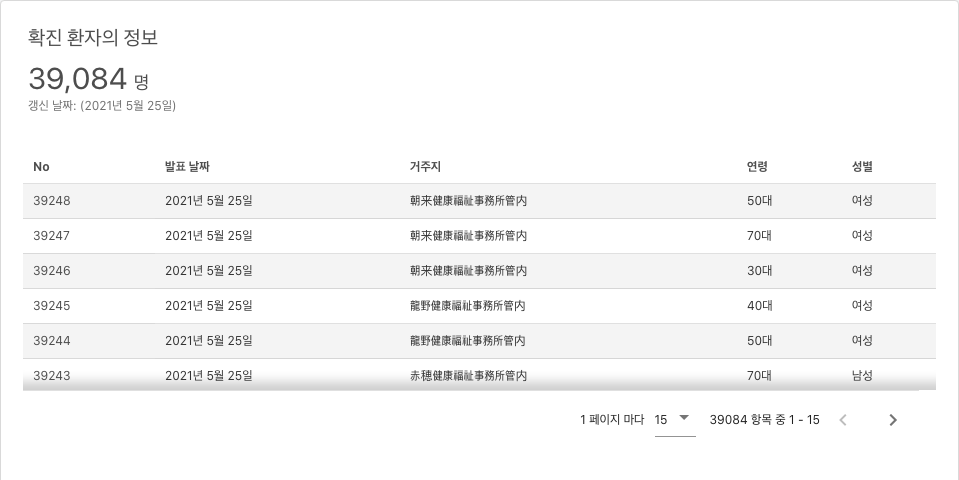 확진 환자의 정보
39,084 명
갱신 날짜: (2021년 5월 25일)
No 발표 날짜 거주지 연령 성별
39248 2021년 5월 25일 朝来健康福祉事務所管内 50대 여성
39247 2021년 5월 25일 朝来健康福祉事務所管内 70대 여성
39246 2021년 5월 25일 朝来健康福祉事務所管内 30대 여성
39245 2021년 5월 25일 龍野健康福祉事務所管内 40대 여성
39244 2021년 5월 25일 龍野健康福祉事務所管内 50대 여성
39243 2021년 5월 25일 赤穂健康福祉事務所管内 70대 남성
1 페이지 마다 15 39084 항목 중 1 - 15